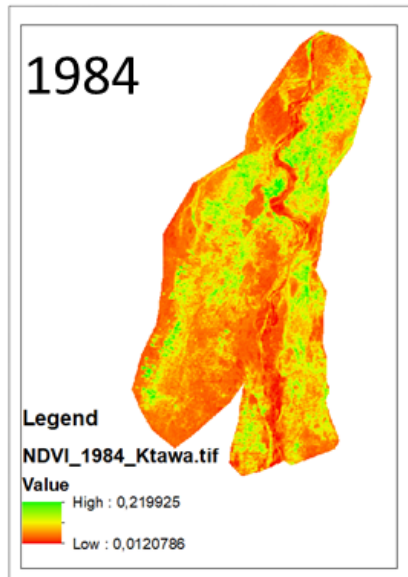 1984
Legend
NDVI_1984_Ktawa.tif
Value
High : 0,219925
Low : 0,0120786